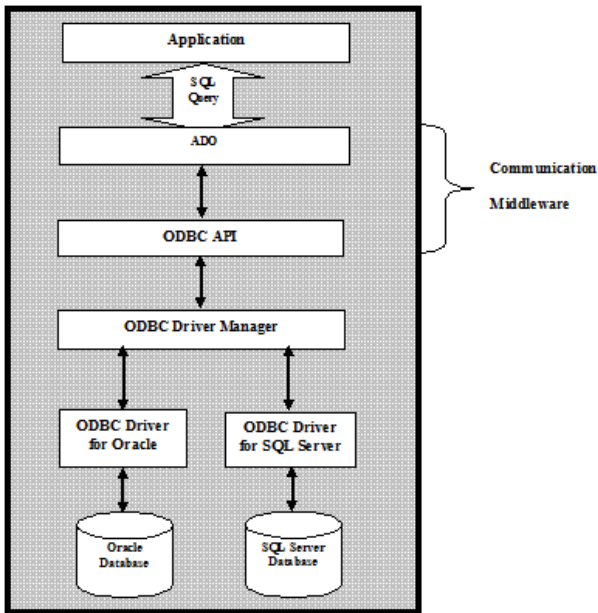 Application
SQL
Query
ADO
Communication
Middleware
ODBC API
ODBC Driver Manager
ODBC Driver
for Oracle
ODBC Driver
for SQL Server
Oracle
Database
SQL Server
Database